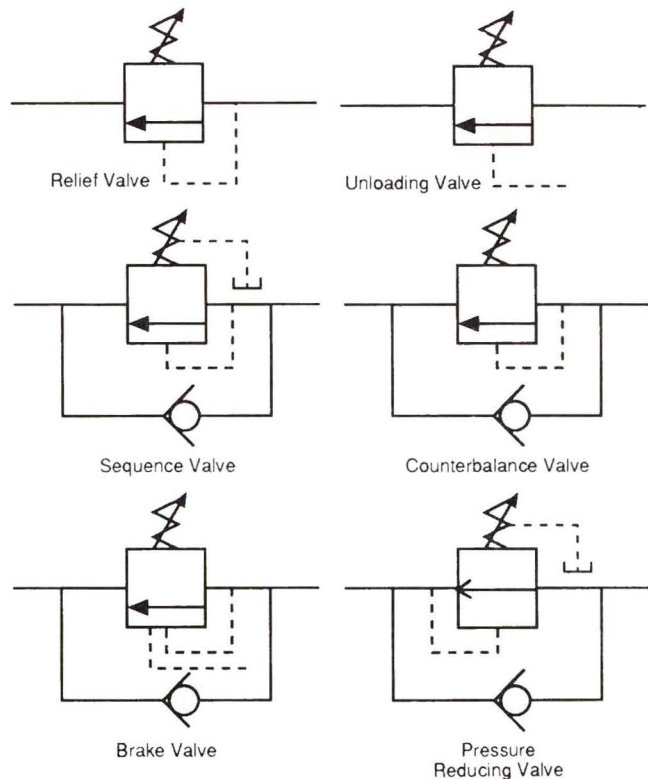 Relief Valve
Unloading Valve
Sequence Valve
Counterbalance Valve
Brake Valve
Pressure
Reducing Valve